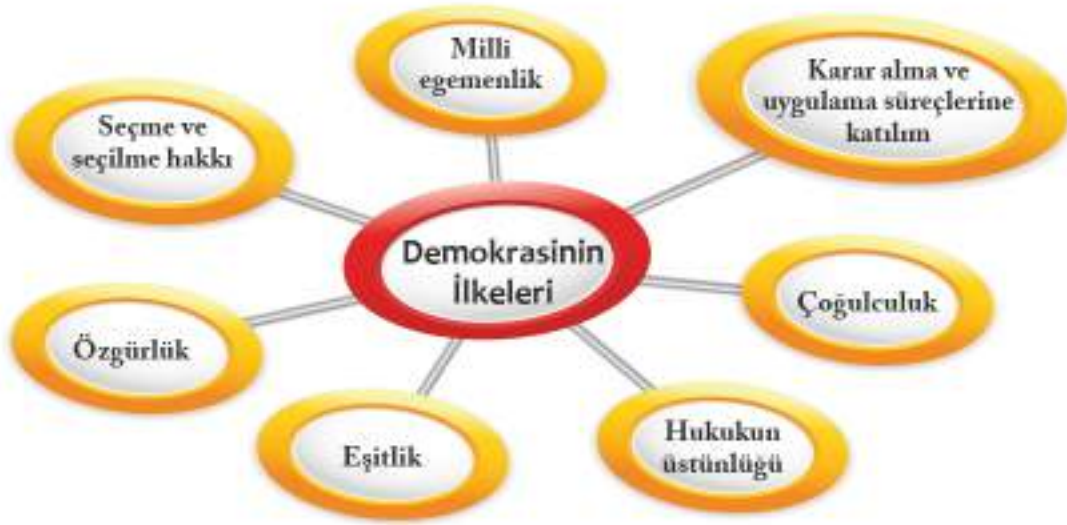 Milli
egemenlik
Karar alma ve
uygulama süreçlerine
katılım
Seçme ve
seçilme hakkı
Demokrasinin
İlkeleri
Çoğulculuk
Özgürlük
Eşitlik
Hukukun
üstünlüğü